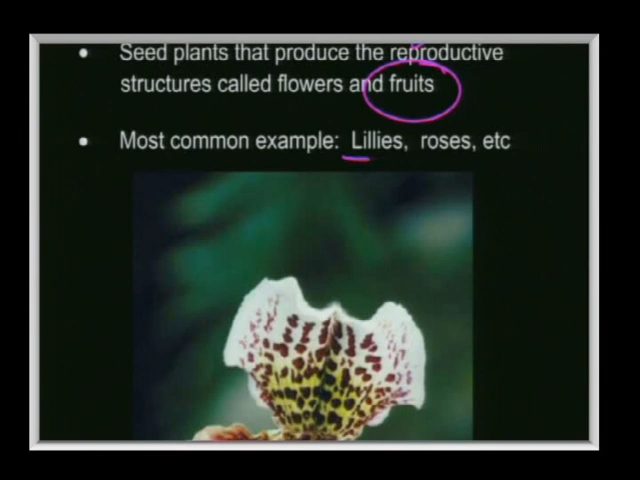 • Seed plants that produce the reproductive
structures called flowers and fruits
• Most common example: Lillies, roses, etc